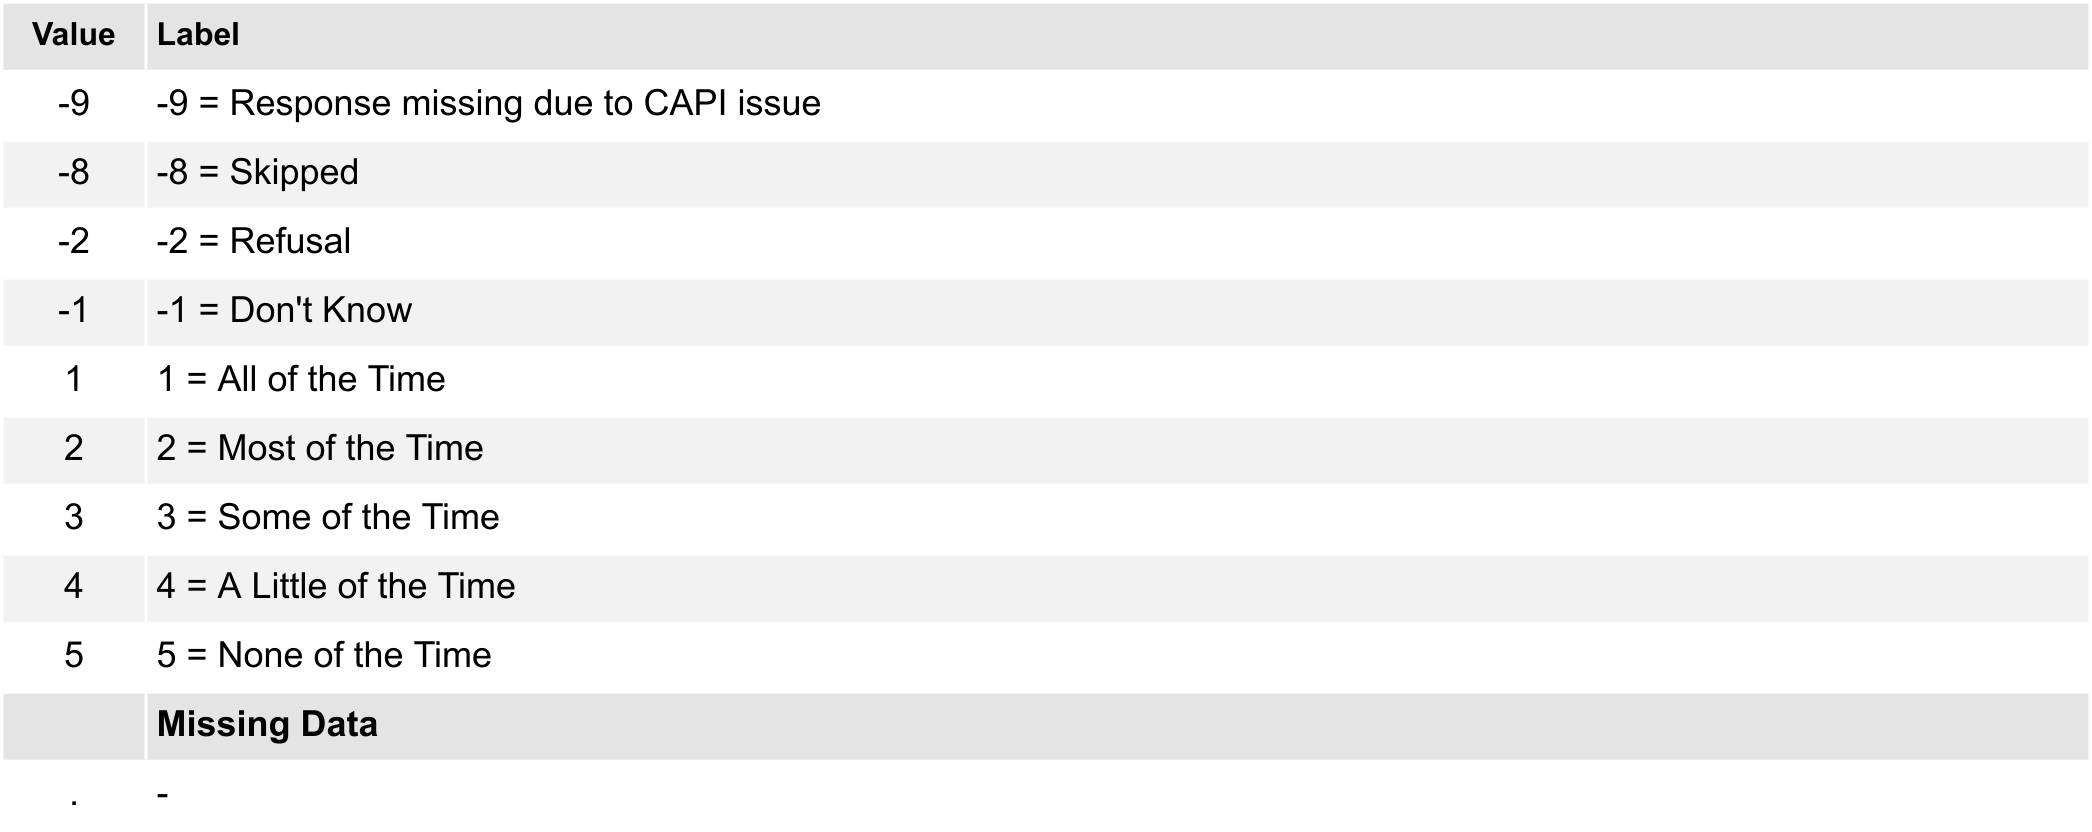 Value Label
-9 -9 = Response missing due to CAPI issue
-8 -8 = Skipped
-2 -2 = Refusal
-1 -1 = Don't Know
1 1 = All of the Time
2 2 = Most of the Time
3 3 = Some of the Time
4 4 = A Little of the Time
5 5 = None of the Time
Missing Data
. -